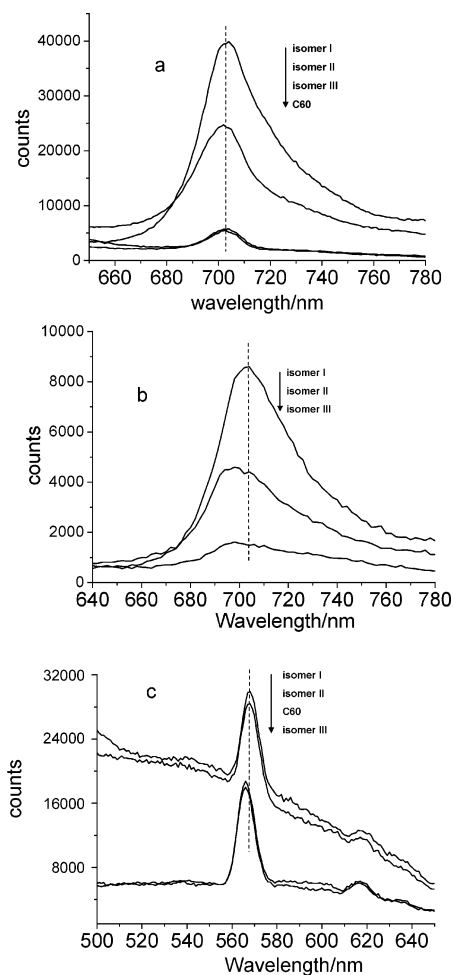 40000
30000
20000
10000
0
counts
a
isomer I
isomer II
isomer III
C60
660 680 700 720 740 760 780
wavelength/nm
10000
8000
6000
4000
2000
0
counts
b
isomer I
isomer II
isomer III
640 660 680 700 720 740 760 780
Wavelength/nm
32000
24000
16000
8000
counts
c
isomer I
isomer II
C60
isomer III
500 520 540 560 580 600 620 640
Wavelength/nm